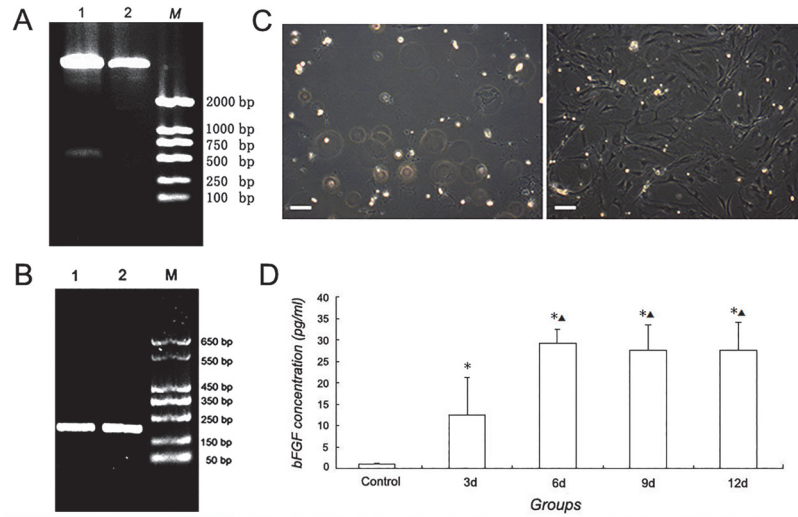 A
1 2 M
2000 bp
1000 bp
750 bp
500 bp
250 bp
100 bp
B
1 2 M
650 bp
550 bp
450 bp
350 bp
250 bp
150 bp
50 bp
C
D
bFGF concentration (pg/ml)
40
35
30
25
20
15
10
5
0
*
*▲
*▲
*▲
Control 3d 6d 9d 12d
Groups